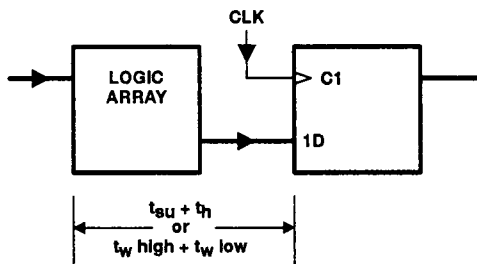 CLK
LOGIC
ARRAY
C1
1D
tsu + th
or
tw high + tw low